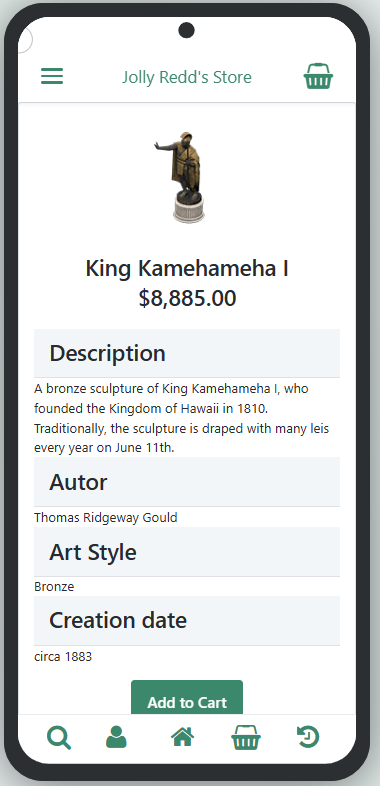 Jolly Redd's Store
King Kamehameha I
$8,885.00
Description
A bronze sculpture of King Kamehameha I, who
founded the Kingdom of Hawaii in 1810.
Traditionally, the sculpture is draped with many leis
every year on June 11th.
Autor
Thomas Ridgeway Gould
Art Style
Bronze
Creation date
circa 1883
Add to Cart